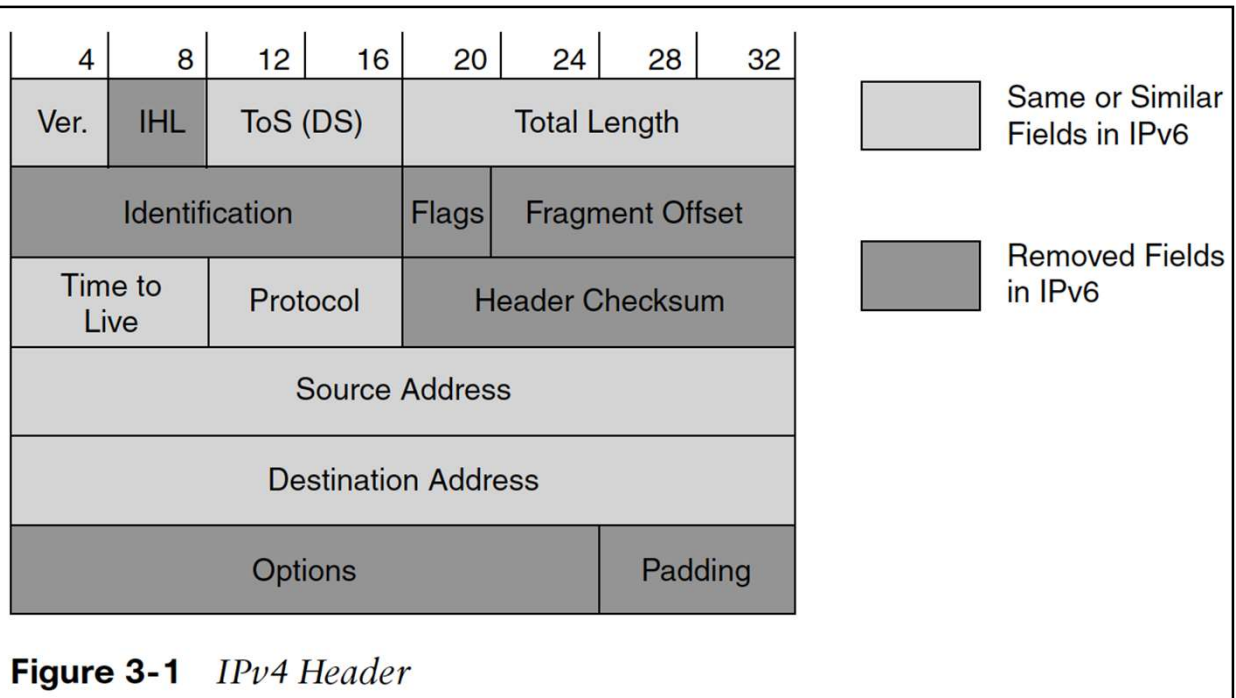 4 8 12 16 20 24 28 32
Ver. IHL ToS (DS) Total Length
Identification Flags Fragment Offset
Time to
Live
Protocol Header Checksum
Source Address
Destination Address
Options Padding
Same or Similar
Fields in IPv6
Removed Fields
in IPv6
Figure 3-1 IPv4 Header